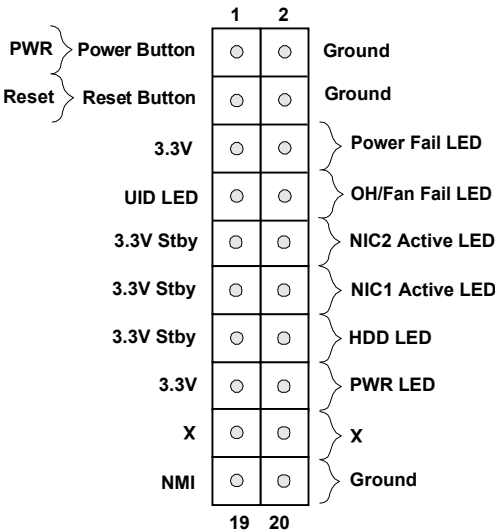 1 2
PWR Power Button Ground
Reset Reset Button Ground
3.3V Power Fail LED
UID LED OH/Fan Fail LED
3.3V Stby NIC2 Active LED
3.3V Stby NIC1 Active LED
3.3V Stby HDD LED
3.3V PWR LED
X X
NMI Ground
19 20